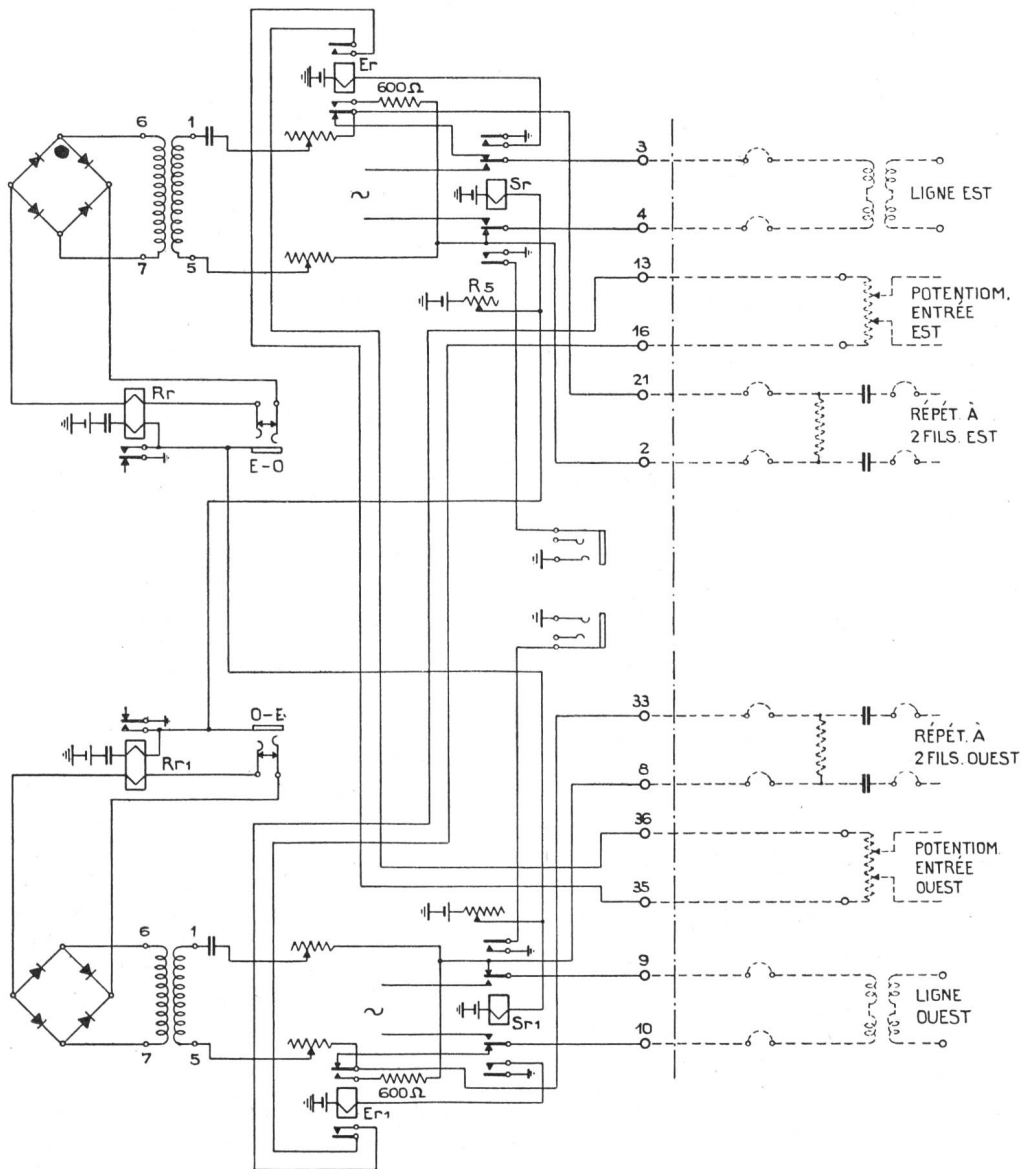 Er
600Ω
6
1
3
Sr
LIGNE EST
4
7
5
13
R5
POTENTIOM.
ENTRÉE
EST
16
21
Rr
RÉPÉT. À
2 FILS. EST
2
E-O
33
O-E
RÉPÉT. À
2 FILS. OUEST
Rr1
8
36
POTENTIOM.
ENTRÉE
OUEST
35
6
1
9
LIGNE
OUEST
Sr1
10
7
5
600Ω
Er1